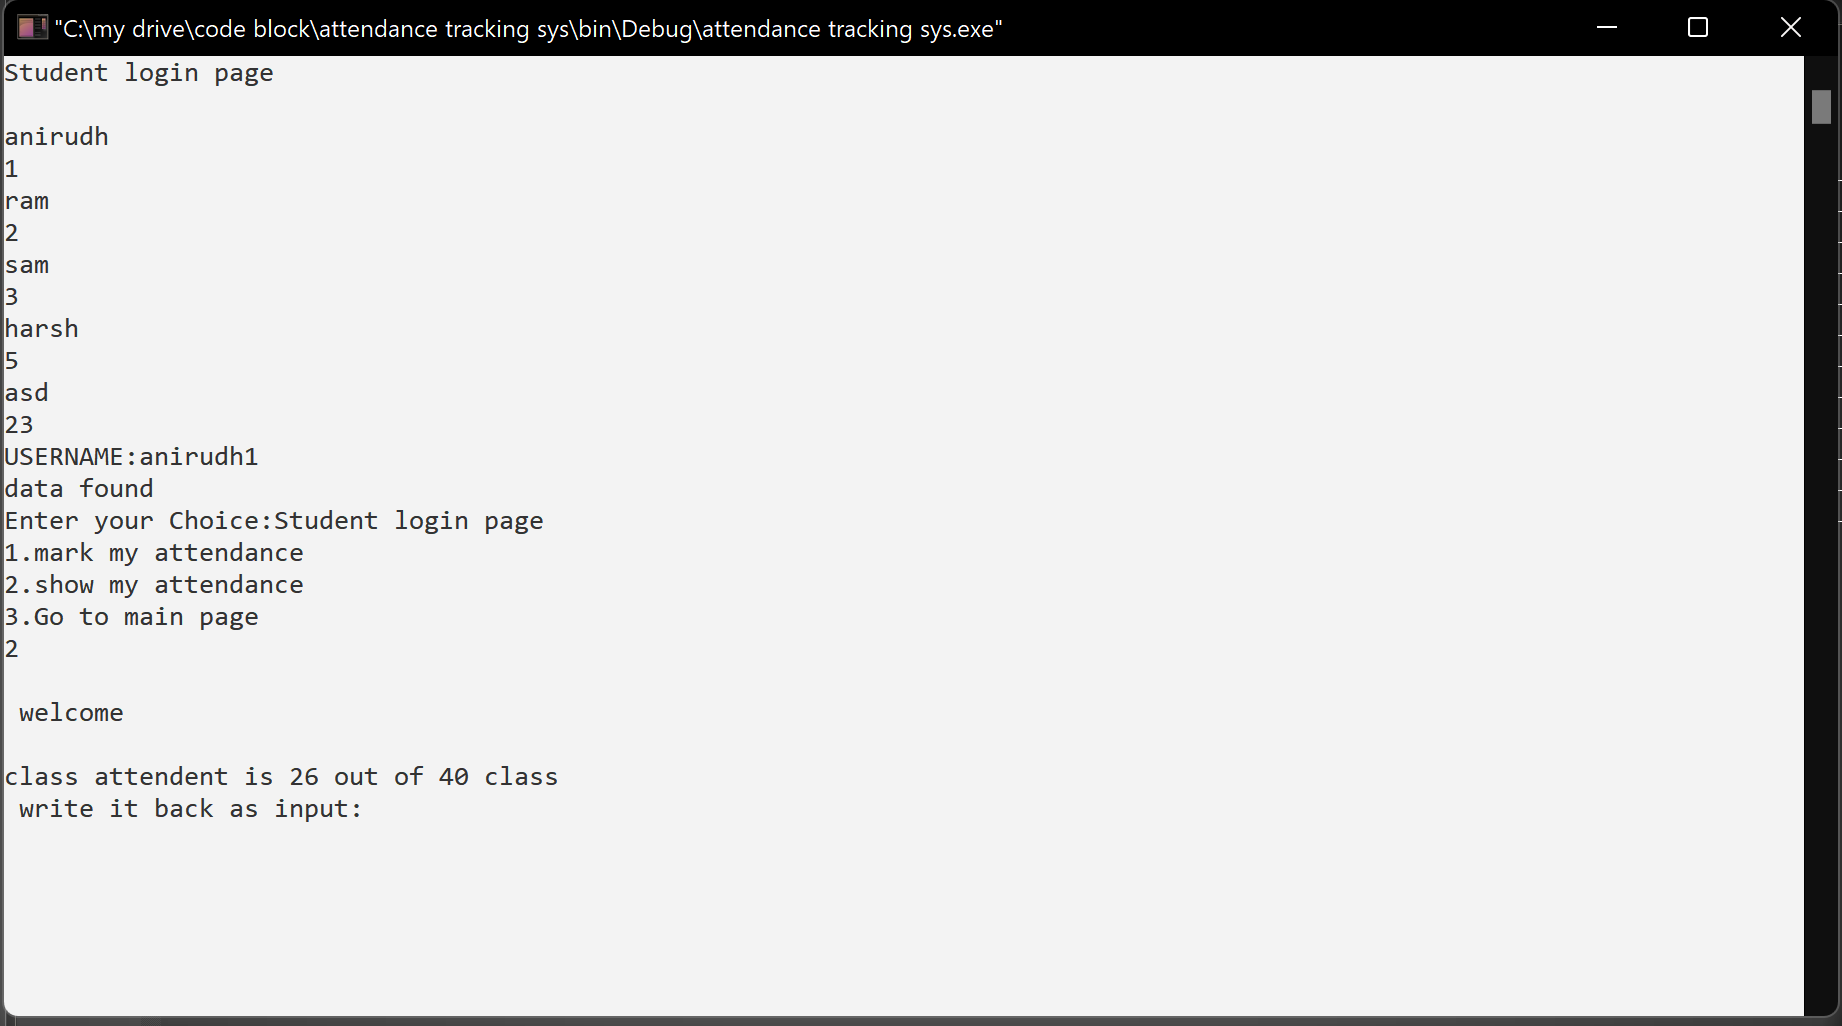 "C:\my drive\code block\attendance tracking sys\bin\Debug\attendance tracking sys.exe"
Student login page
anirudh
1
ram
2
sam
3
harsh
5
asd
23
USERNAME:anirudh1
data found
Enter your Choice:Student login page
1.mark my attendance
2.show my attendance
3.Go to main page
2
welcome
class attendent is 26 out of 40 class
write it back as input: